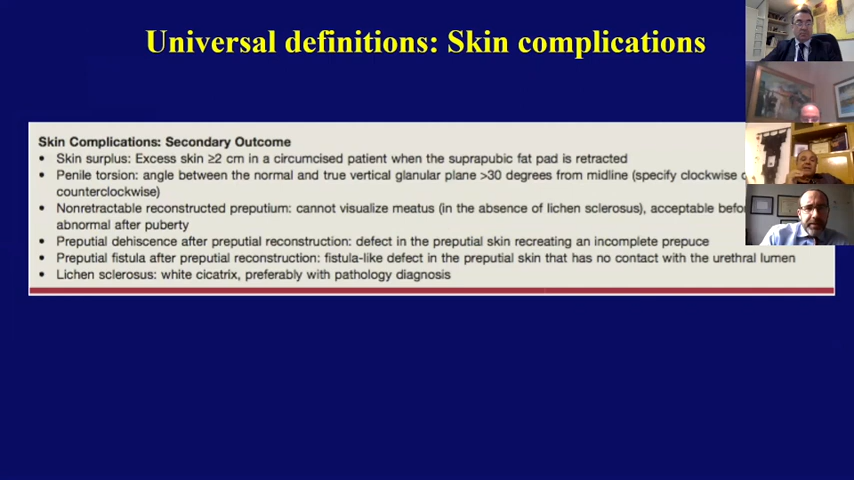 Universal definitions: Skin complications
Skin Complications: Secondary Outcome
• Skin surplus: Excess skin ≥2 cm in a circumcised patient when the suprapubic fat pad is retracted
• Penile torsion: angle between the normal and true vertical glanular plane >30 degrees from midline (specify clockwise
counterclockwise)
• Nonretractable reconstructed preputium: cannot visualize meatus (in the absence of lichen sclerosus), acceptable
abnormal after puberty
• Preputial dehiscence after preputial reconstruction: defect in the preputial skin recreating an incomplete prepuce
• Preputial fistula after preputial reconstruction: fistula-like defect in the preputial skin that has no contact with the urethral lumen
• Lichen sclerosus: white cicatrix, preferably with pathology diagnosis